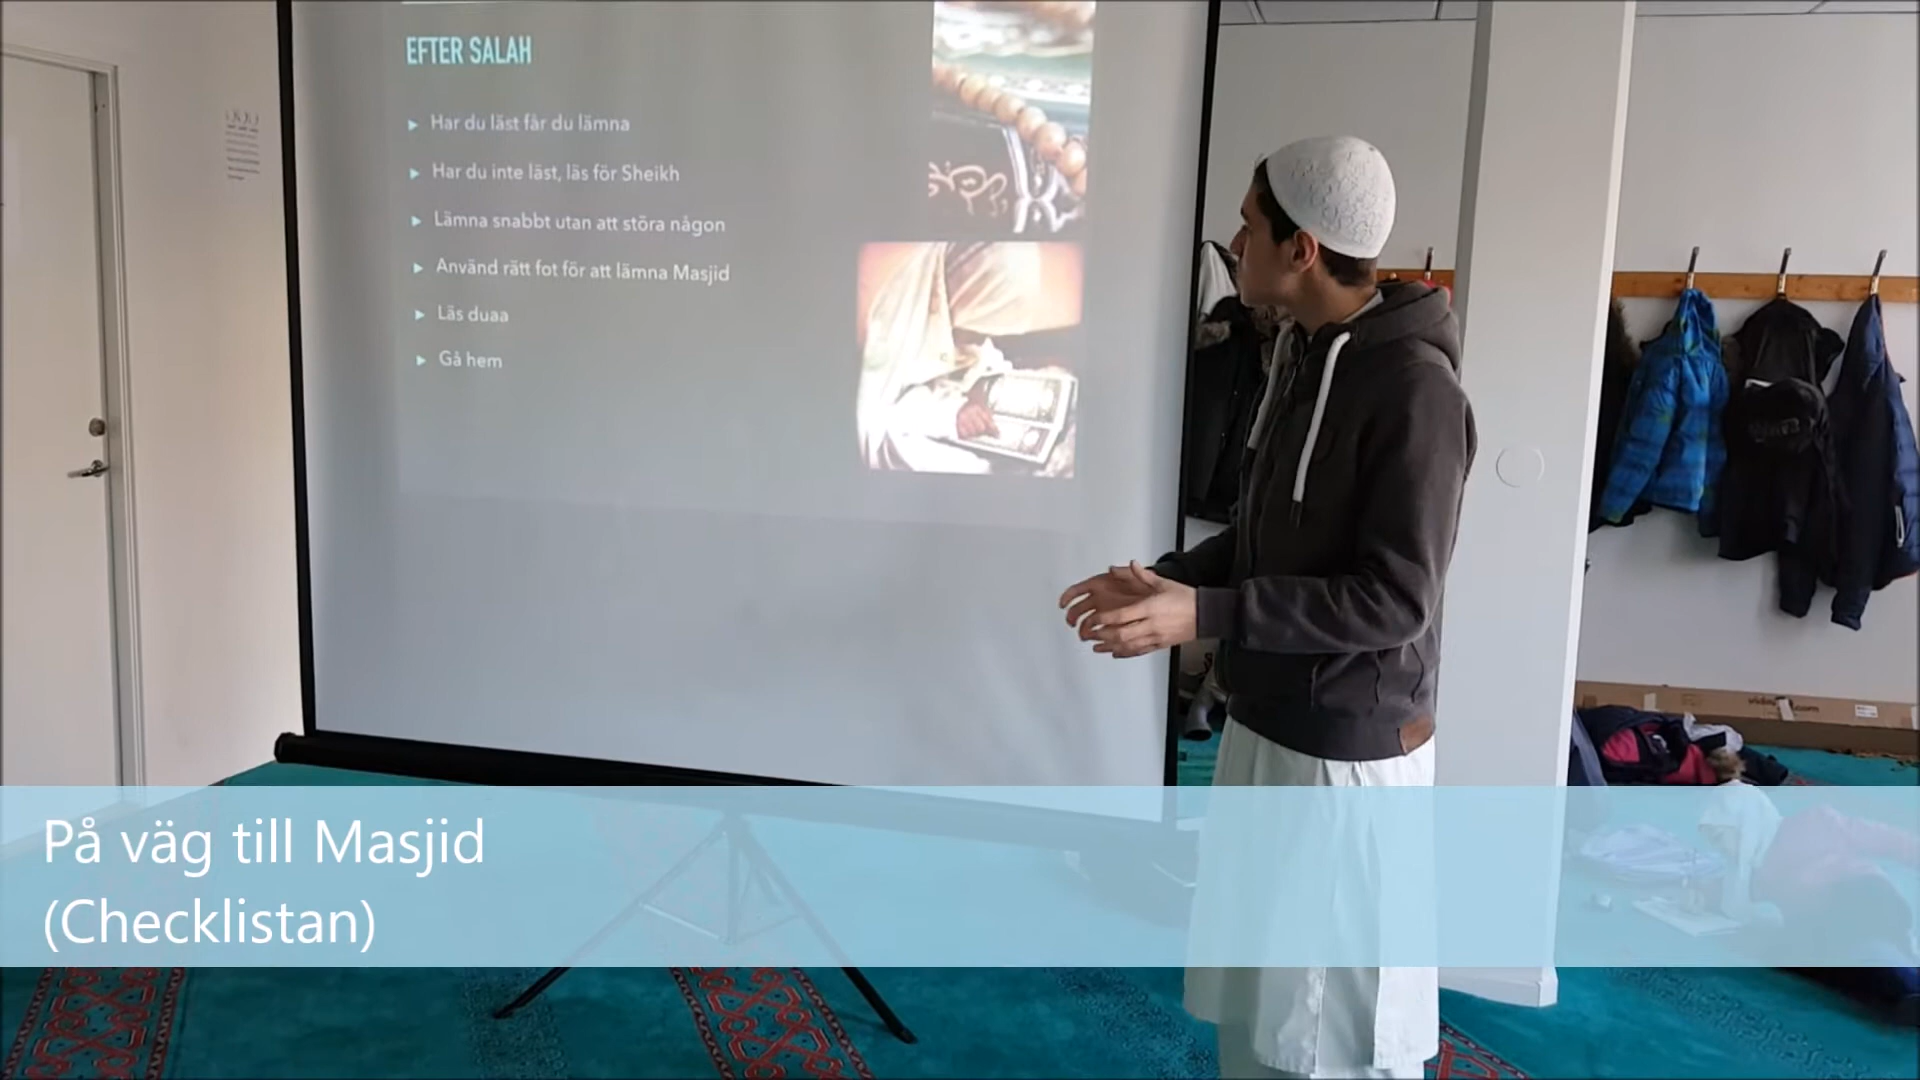 EFTER SALAH
Har du läst får du lämna
Har du inte läst, läs för Sheikh
Lämna snabbt utan att störa någon
Använd rätt fot för att lämna Masjid
Läs duaa
Gå hem
På väg till Masjid
(Checklistan)